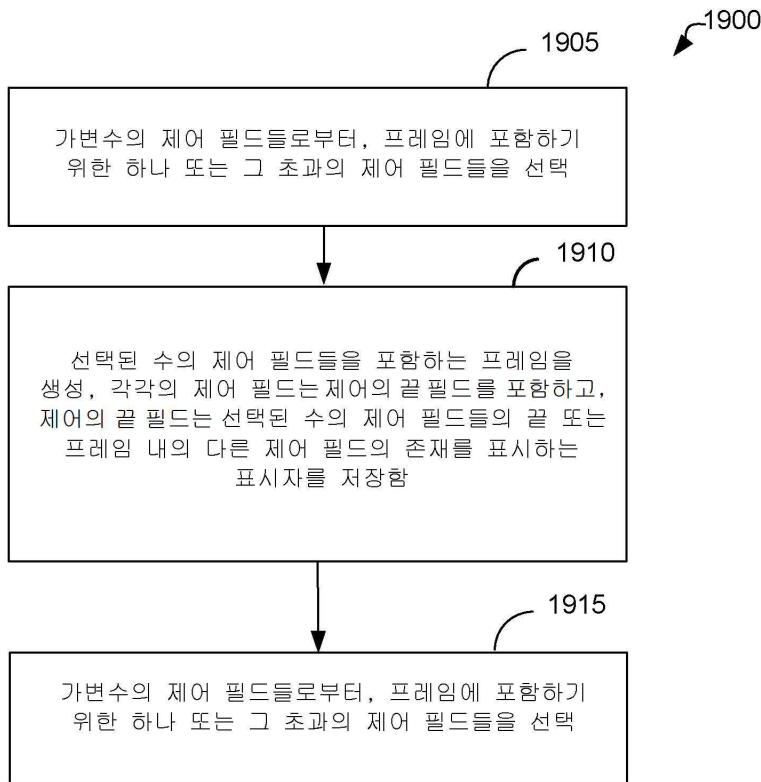 1900
1905
가변수의 제어 필드들로부터, 프레임에 포함하기
위한 하나 또는 그 초과의 제어 필드들을 선택
1910
선택된 수의 제어 필드들을 포함하는 프레임을
생성, 각각의 제어 필드는 제어의 끝 필드를 포함하고,
제어의 끝 필드는 선택된 수의 제어 필드들의 끝 또는
프레임 내의 다른 제어 필드의 존재를 표시하는
표시자를 저장함
1915
가변수의 제어 필드들로부터, 프레임에 포함하기
위한 하나 또는 그 초과의 제어 필드들을 선택